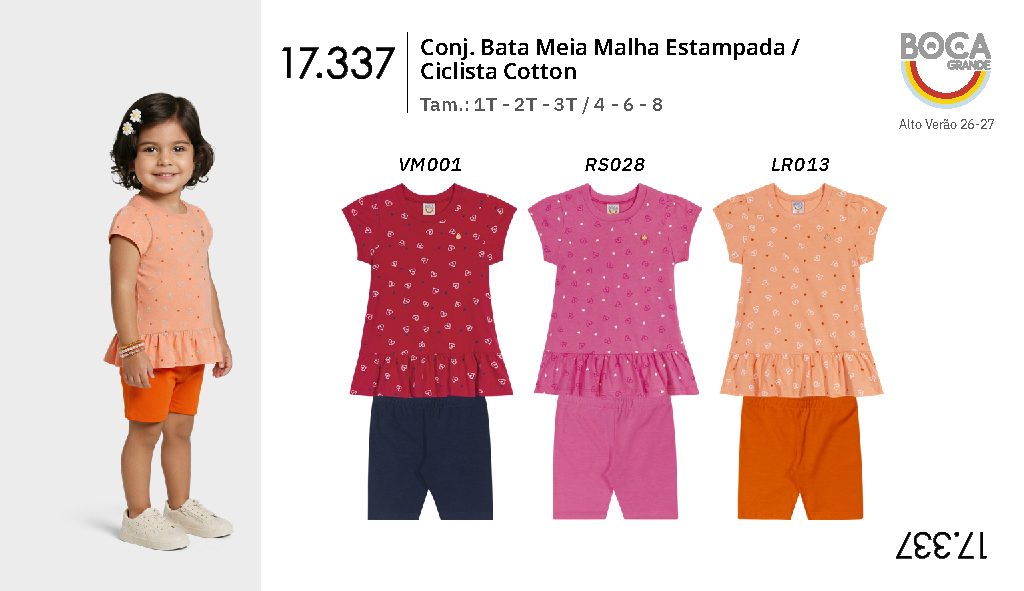 17.337
Conj. Bata Meia Malha Estampada /
Ciclista Cotton
Tam.: 1T - 2T - 3T / 4 - 6 - 8
BOCA
GRANDE
Alto Verão 26-27
VM001
RS028
LR013
17.337